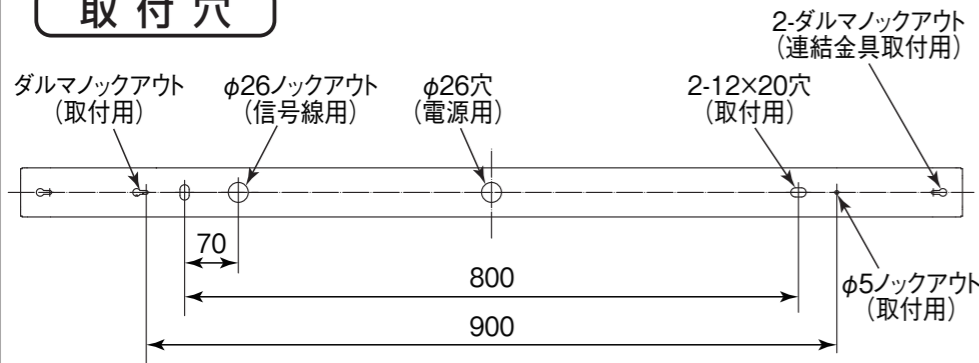 取付穴
2-ダルマノックアウト
(連結金具取付用)
ダルマノックアウト
(取付用)
φ26ノックアウト
(信号線用)
φ26穴
(電源用)
2-12×20穴
(取付用)
70
800
900
φ5ノックアウト
(取付用)